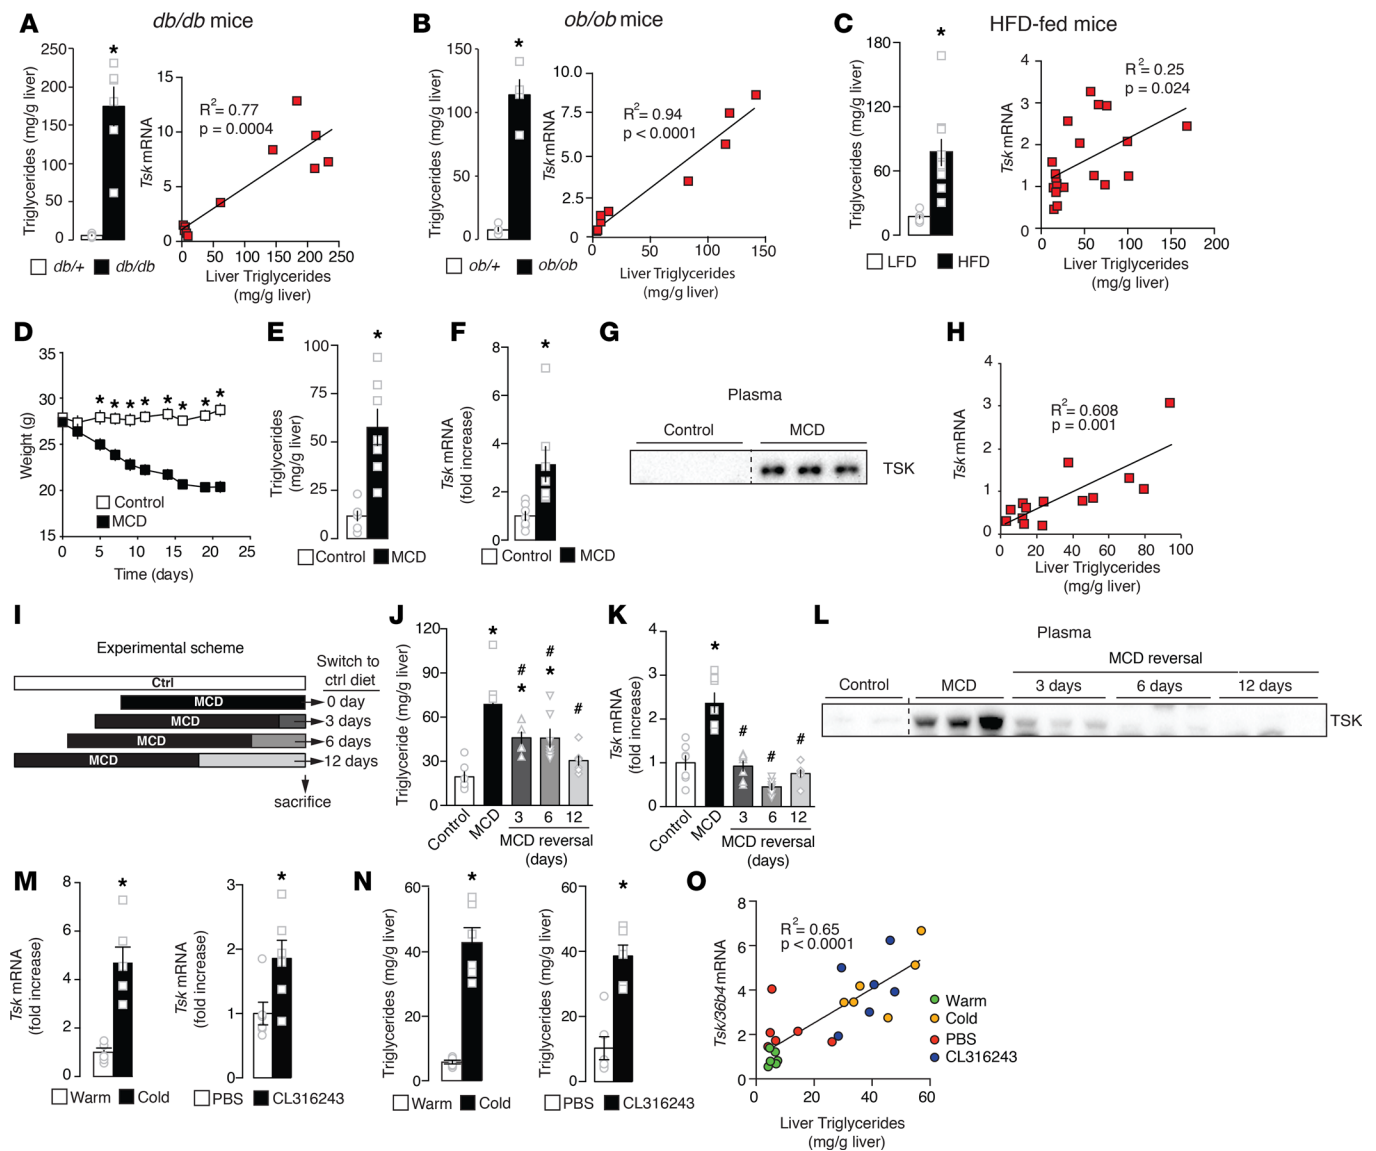 A
db/db mice
Triglycerides (mg/g liver)
250
200
150
100
50
0
*
db/+
db/db
Tsk mRNA
15
10
5
0
R2= 0.77
p = 0.0004
0
50
100
150
200
250
Liver Triglycerides
(mg/g liver)
B
ob/ob mice
Triglycerides (mg/g liver)
150
100
50
0
*
ob/+
ob/ob
Tsk mRNA
10.0
7.5
5.0
2.5
0
R2= 0.94
p < 0.0001
0
50
100
150
Liver Triglycerides
(mg/g liver)
C
HFD-fed mice
Triglycerides (mg/g liver)
180
120
60
0
*
LFD
HFD
Tsk mRNA
4
3
2
1
0
R2= 0.25
p = 0.024
0
50
100
150
200
Liver Triglycerides
(mg/g liver)
D
Weight (g)
35
30
25
20
15
* * * * * * * *
Control
MCD
0
5
10
15
20
25
Time (days)
E
Triglycerides
(mg/g liver)
100
75
50
25
0
*
Control
MCD
F
Tsk mRNA
(fold increase)
8
6
4
2
0
*
Control
MCD
G
Plasma
Control
MCD
TSK
H
Tsk mRNA
4
3
2
1
0
R2= 0.608
p = 0.001
0
20
40
60
80
100
Liver Triglycerides
(mg/g liver)
I
Experimental scheme
Switch to
ctrl diet
Ctrl
MCD
0 day
MCD
3 days
MCD
6 days
MCD
12 days
sacrifice
J
Triglyceride (mg/g liver)
120
90
60
30
0
*
#
*
#
*
#
Control
MCD
3
6
12
MCD reversal
(days)
K
Tsk mRNA
(fold increase)
4
3
2
1
0
*
#
#
#
Control
MCD
3
6
12
MCD reversal
(days)
L
Plasma
MCD reversal
Control
MCD
3 days
6 days
12 days
TSK
M
Tsk mRNA
(fold increase)
8
6
4
2
0
*
Warm
Cold
Tsk mRNA
(fold increase)
3
2
1
0
*
PBS
CL316243
N
Triglycerides (mg/g liver)
60
40
20
0
*
Warm
Cold
Triglycerides (mg/g liver)
60
40
20
0
*
PBS
CL316243
O
Tsk/36b4 mRNA
8
6
4
2
0
R2= 0.65
p < 0.0001
Warm
Cold
PBS
CL316243
0
20
40
60
Liver Triglycerides
(mg/g liver)